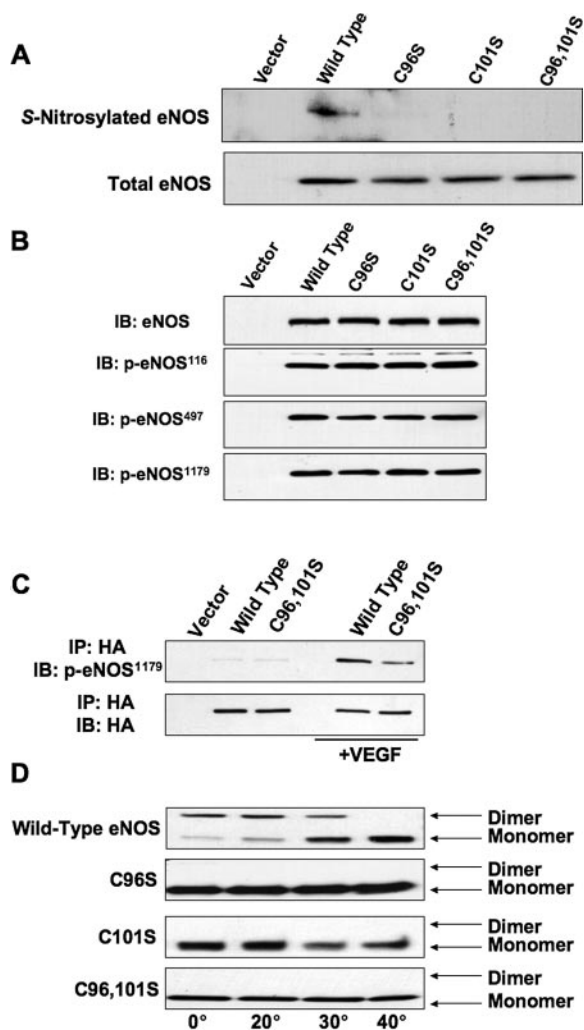 A
Vector
Wild Type
C96S
C101S
C96,101S
S-Nitrosylated eNOS
Total eNOS
B
Vector
Wild Type
C96S
C101S
C96,101S
IB: eNOS
IB: p-eNOS¹¹⁶
IB: p-eNOS⁴⁹⁷
IB: p-eNOS¹¹⁷⁹
C
Vector
Wild Type
C96,101S
Wild Type
C96,101S
IP: HA
IB: p-eNOS¹¹⁷⁹
IP: HA
IB: HA
+VEGF
D
Wild-Type eNOS
Dimer
Monomer
C96S
Dimer
Monomer
C101S
Dimer
Monomer
C96,101S
Dimer
Monomer
0° 20° 30° 40°